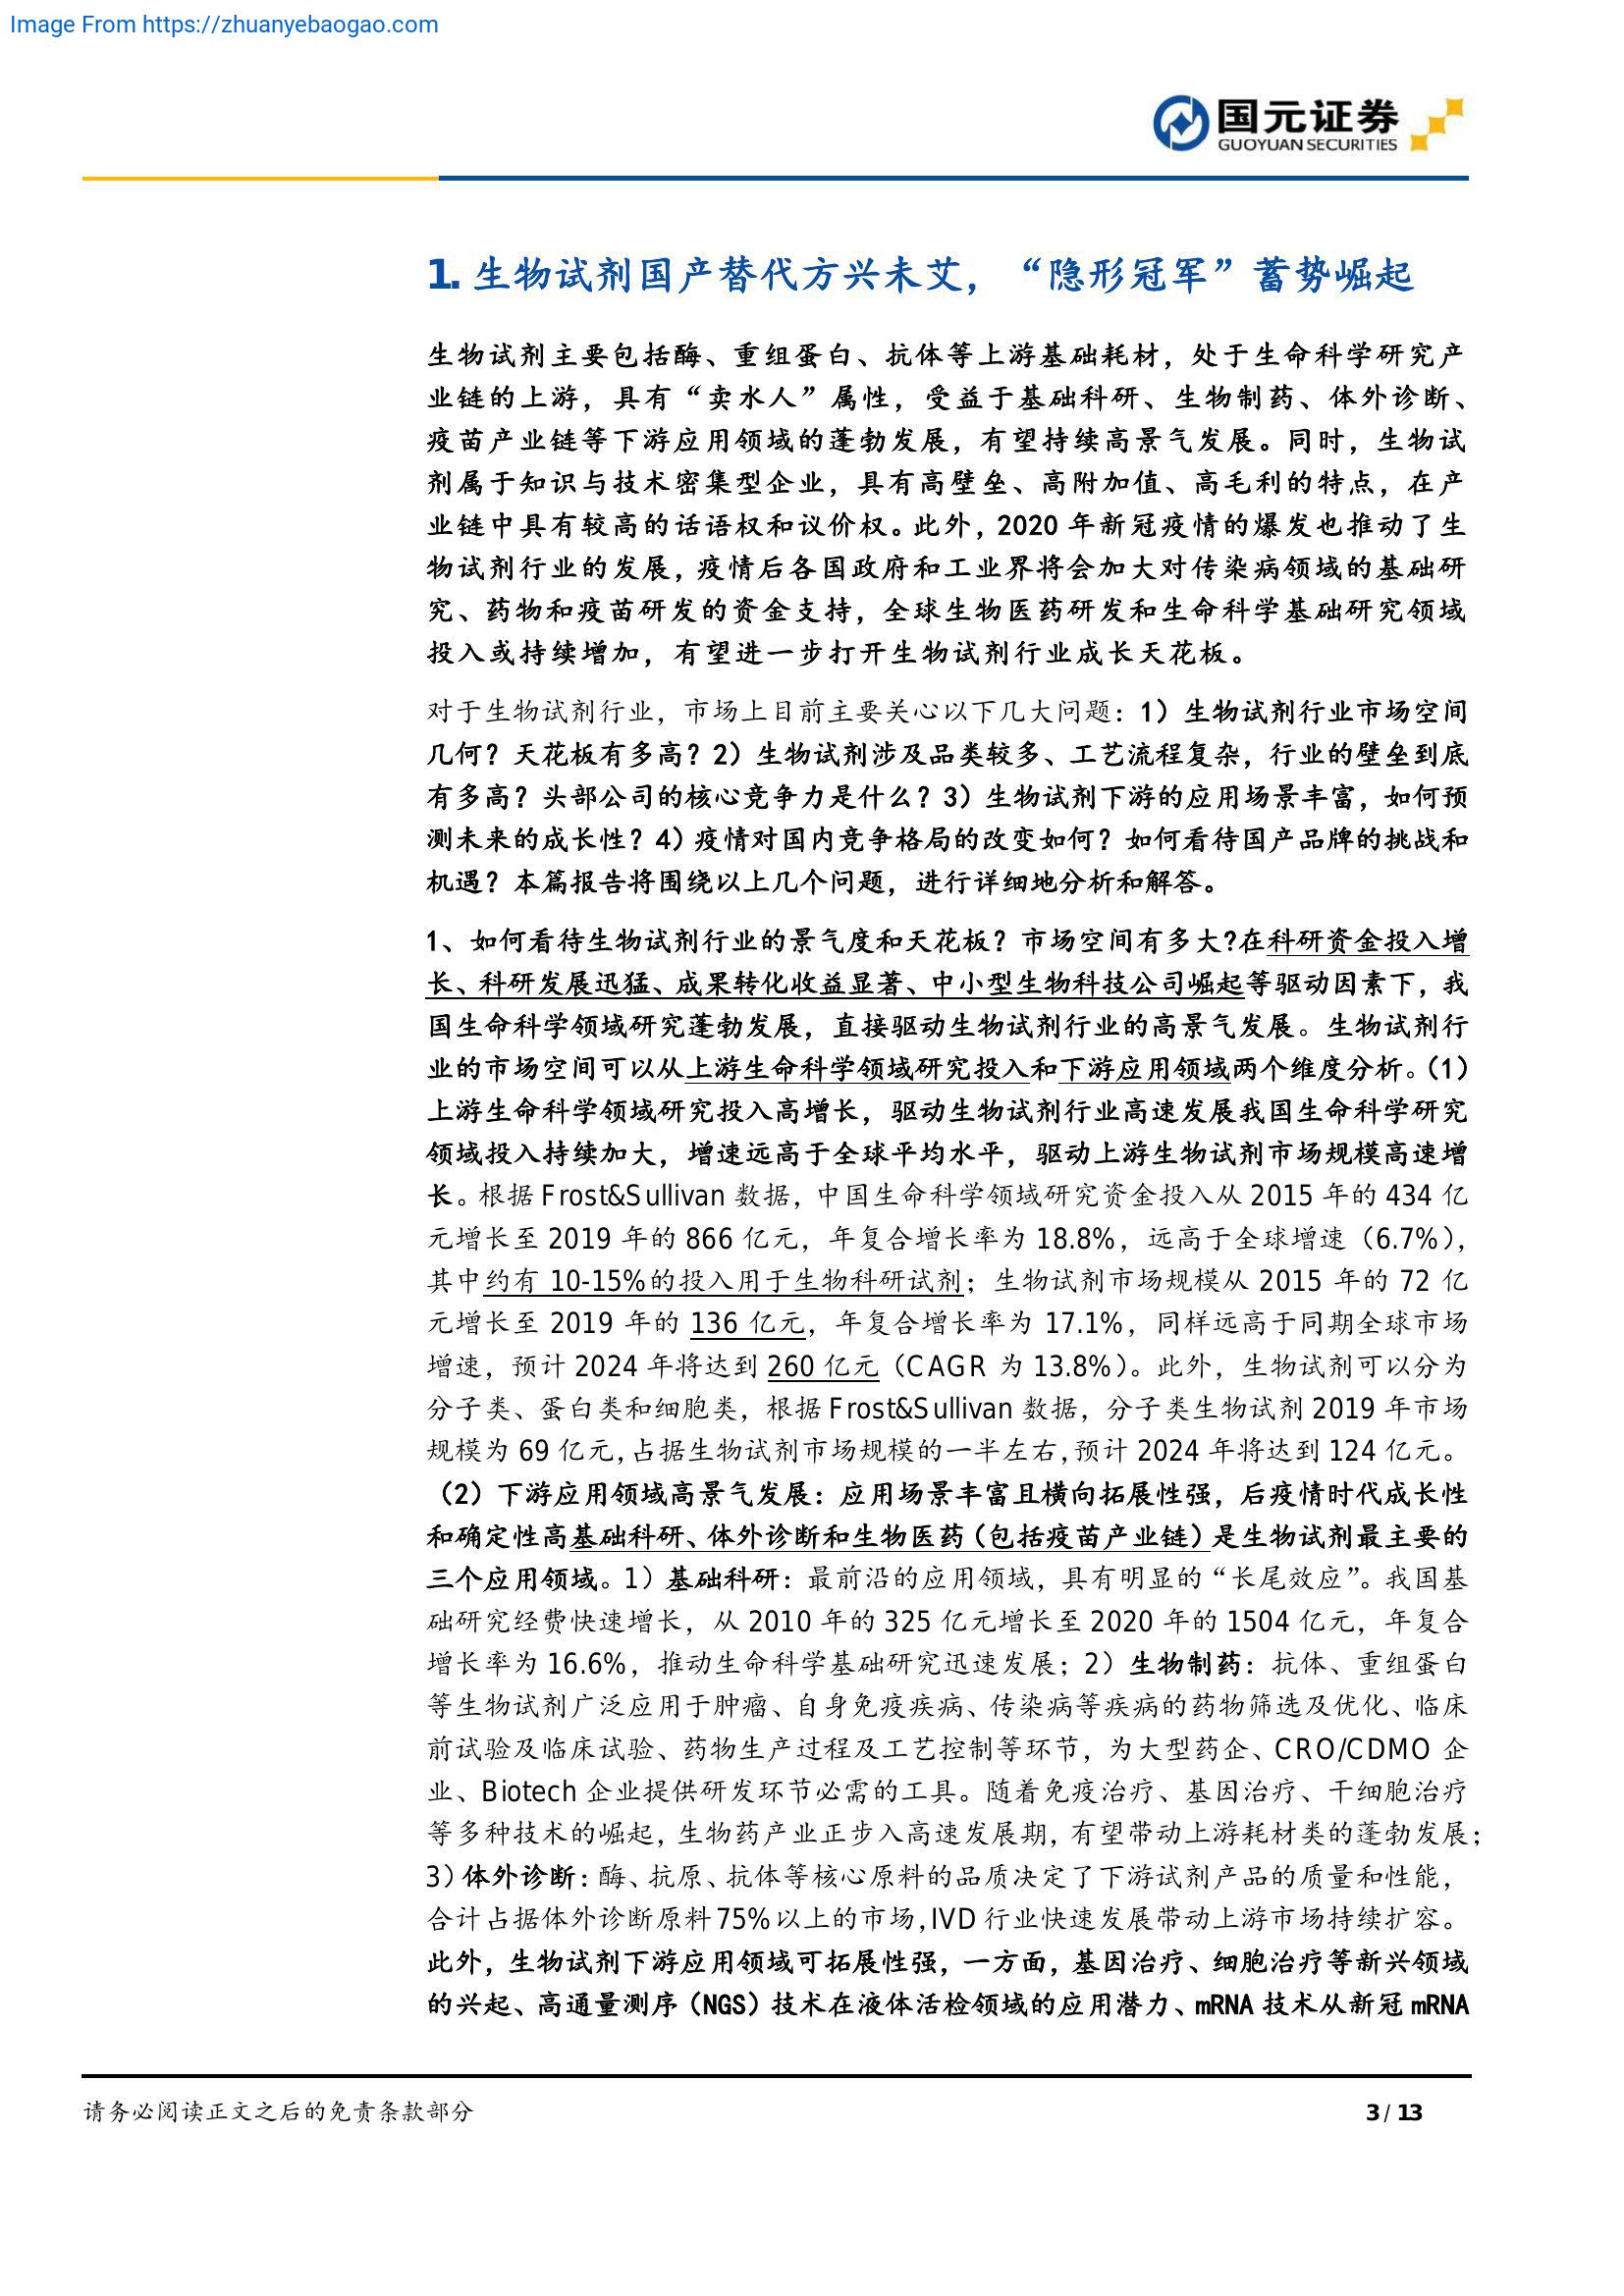 Image From https://zhuanyebaogao.com
国元证券
GUOYUAN SECURITIES
1. 生物试剂国产替代方兴未艾，“隐形冠军”蓄势崛起
生物试剂主要包括酶、重组蛋白、抗体等上游基础耗材，处于生命科学研究产
业链的上游，具有“卖水人”属性，受益于基础科研、生物制药、体外诊断、
疫苗产业链等下游应用领域的蓬勃发展，有望持续高景气发展。同时，生物试
剂属于知识与技术密集型企业，具有高壁垒、高附加值、高毛利的特点，在产
业链中具有较高的话语权和议价权。此外，2020 年新冠疫情的爆发也推动了生
物试剂行业的发展，疫情后各国政府和工业界将会加大对传染病领域的基础研
究、药物和疫苗研发的资金支持，全球生物医药研发和生命科学基础研究领域
投入或持续增加，有望进一步打开生物试剂行业成长天花板。
对于生物试剂行业，市场上目前主要关心以下几大问题：1）生物试剂行业市场空间
几何？天花板有多高？2）生物试剂涉及品类较多、工艺流程复杂，行业的壁垒到底
有多高？头部公司的核心竞争力是什么？3）生物试剂下游的应用场景丰富，如何预
测未来的成长性？4）疫情对国内竞争格局的改变如何？如何看待国产品牌的挑战和
机遇？本篇报告将围绕以上几个问题，进行详细地分析和解答。
1、如何看待生物试剂行业的景气度和天花板？市场空间有多大?在科研资金投入增
长、科研发展迅猛、成果转化收益显著、中小型生物科技公司崛起等驱动因素下，我
国生命科学领域研究蓬勃发展，直接驱动生物试剂行业的高景气发展。生物试剂行
业的市场空间可以从上游生命科学领域研究投入和下游应用领域两个维度分析。（1）
上游生命科学领域研究投入高增长，驱动生物试剂行业高速发展我国生命科学研究
领域投入持续加大，增速远高于全球平均水平，驱动上游生物试剂市场规模高速增
长。根据 Frost&Sullivan 数据，中国生命科学领域研究资金投入从 2015 年的 434 亿
元增长至 2019 年的 866 亿元，年复合增长率为 18.8%，远高于全球增速（6.7%），
其中约有 10-15%的投入用于生物科研试剂；生物试剂市场规模从 2015 年的 72 亿
元增长至 2019 年的 136 亿元，年复合增长率为 17.1%，同样远高于同期全球市场
增速，预计 2024 年将达到 260 亿元（CAGR 为 13.8%）。此外，生物试剂可以分为
分子类、蛋白类和细胞类，根据 Frost&Sullivan 数据，分子类生物试剂 2019 年市场
规模为 69 亿元，占据生物试剂市场规模的一半左右，预计 2024 年将达到 124 亿元。
（2）下游应用领域高景气发展：应用场景丰富且横向拓展性强，后疫情时代成长性
和确定性高基础科研、体外诊断和生物医药（包括疫苗产业链）是生物试剂最主要的
三个应用领域。1）基础科研：最前沿的应用领域，具有明显的“长尾效应”。我国基
础研究经费快速增长，从 2010 年的 325 亿元增长至 2020 年的 1504 亿元，年复合
增长率为 16.6%，推动生命科学基础研究迅速发展；2）生物制药：抗体、重组蛋白
等生物试剂广泛应用于肿瘤、自身免疫疾病、传染病等疾病的药物筛选及优化、临床
前试验及临床试验、药物生产过程及工艺控制等环节，为大型药企、CRO/CDMO 企
业、Biotech 企业提供研发环节必需的工具。随着免疫治疗、基因治疗、干细胞治疗
等多种技术的崛起，生物药产业正步入高速发展期，有望带动上游耗材类的蓬勃发展；
3）体外诊断：酶、抗原、抗体等核心原料的品质决定了下游试剂产品的质量和性能，
合计占据体外诊断原料 75%以上的市场，IVD 行业快速发展带动上游市场持续扩容。
此外，生物试剂下游应用领域可拓展性强，一方面，基因治疗、细胞治疗等新兴领域
的兴起、高通量测序（NGS）技术在液体活检领域的应用潜力、mRNA 技术从新冠 mRNA
请务必阅读正文之后的免责条款部分
3 / 13